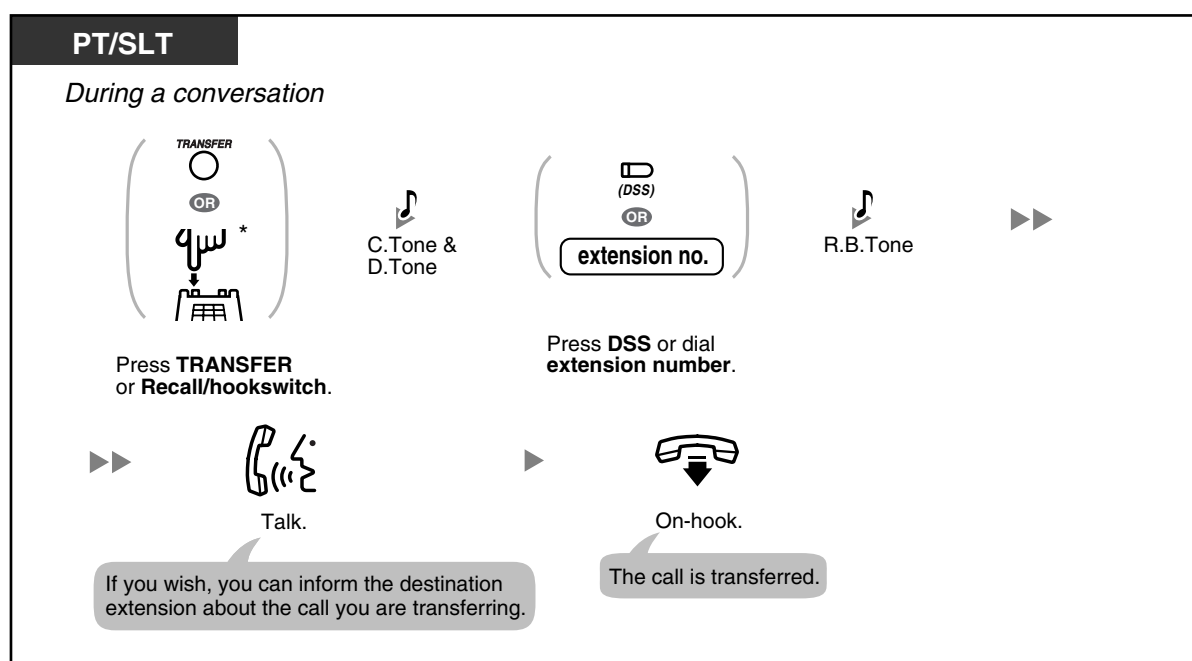 PT/SLT
During a conversation
TRANSFER
OR
*
C.Tone &
D.Tone
(DSS)
OR
extension no.
R.B.Tone
Press TRANSFER
or Recall/hookswitch.
Press DSS or dial
extension number.
Talk.
If you wish, you can inform the destination
extension about the call you are transferring.
On-hook.
The call is transferred.